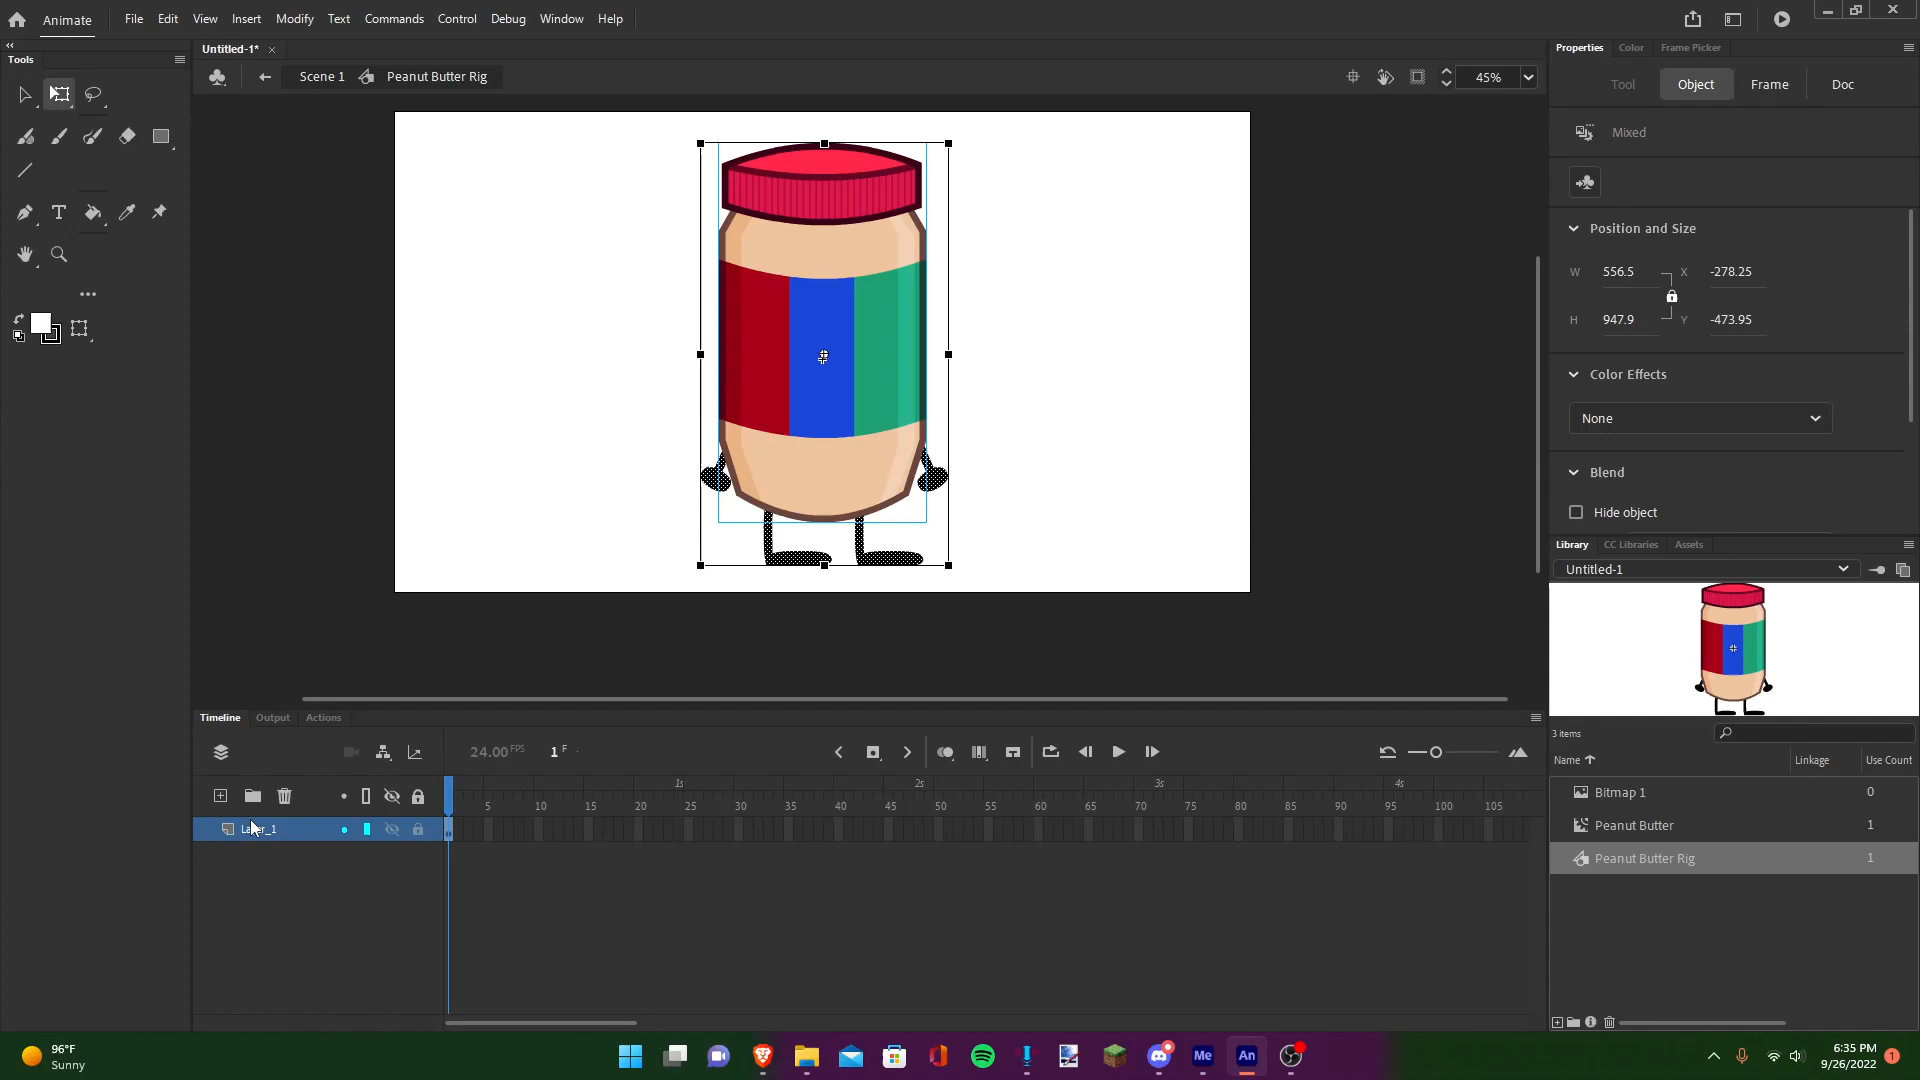 Animate File Edit View Insert Modify Text Commands Control Debug Window Help
Tools
Untitled-1*
Scene 1 Peanut Butter Rig 45%
Properties Color Frame Picker
Tool Object Frame Doc
Mixed
Position and Size
W 556.5 X -278.25
H 947.9 Y -473.95
Color Effects
None
Blend
Hide object
Library CC Libraries Assets
Untitled-1
3 items
Name Linkage Use Count
Bitmap 1 0
Peanut Butter 1
Peanut Butter Rig 1
Timeline Output Actions
24.00 FPS 1 F
1s 2s 3s 4s
5 10 15 20 25 30 35 40 45 50 55 60 65 70 75 80 85 90 95 100 105
Layer_1
96°F
Sunny
Me An
6:35 PM
9/26/2022 1